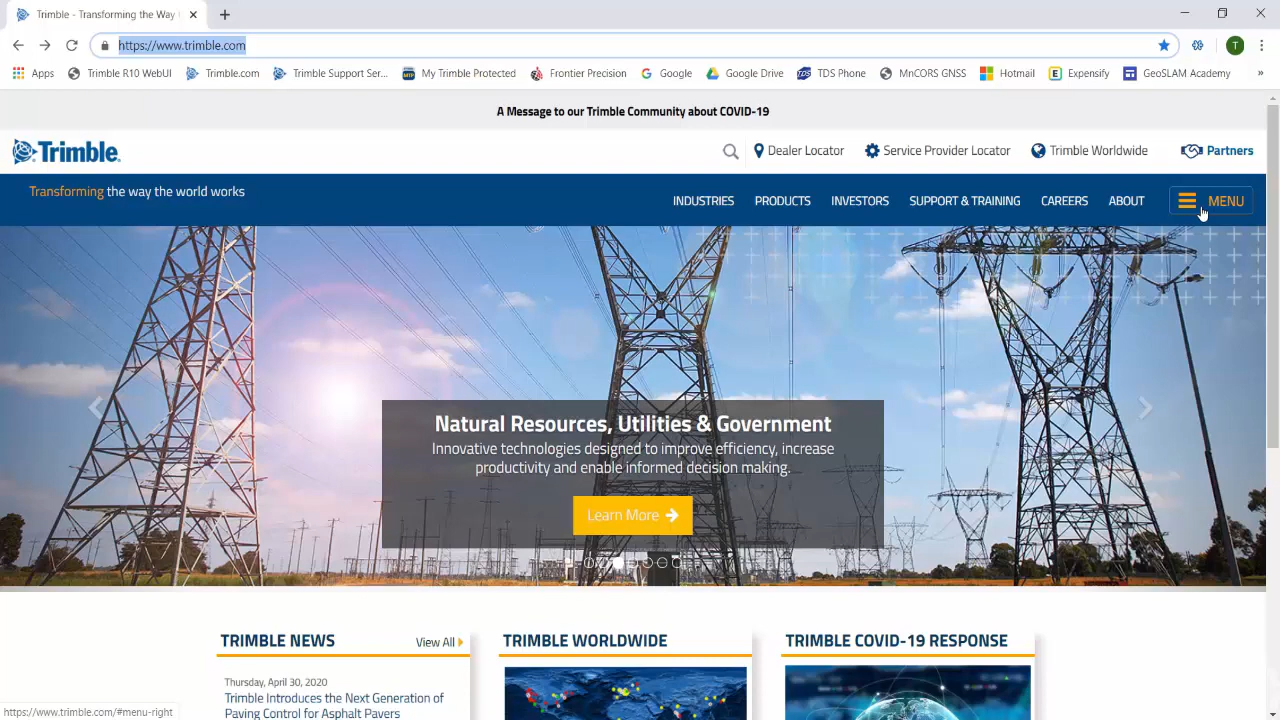 Trimble - Transforming the Way
https://www.trimble.com
T
Apps
Trimble R10 WebUI
Trimble.com
Trimble Support Ser...
My Trimble Protected
Frontier Precision
Google
Google Drive
TDS Phone
MnCORS GNSS
Hotmail
Expensify
GeoSLAM Academy
»
A Message to our Trimble Community about COVID-19
Trimble
Dealer Locator
Service Provider Locator
Trimble Worldwide
Partners
Transforming the way the world works
INDUSTRIES
PRODUCTS
INVESTORS
SUPPORT & TRAINING
CAREERS
ABOUT
MENU
Natural Resources, Utilities & Government
Innovative technologies designed to improve efficiency, increase
productivity and enable informed decision making.
Learn More
TRIMBLE NEWS
View All
TRIMBLE WORLDWIDE
TRIMBLE COVID-19 RESPONSE
Thursday, April 30, 2020
Trimble Introduces the Next Generation of
Paving Control for Asphalt Pavers
https://www.trimble.com/#menu-right